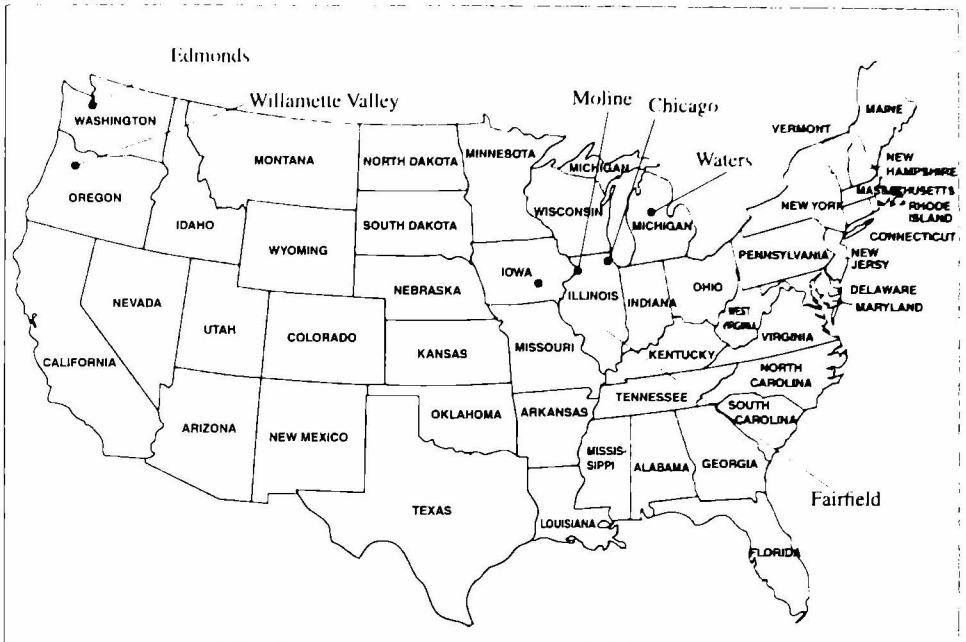 Edmonds
Willamette Valley
Moline
Chicago
Waters
Fairfield
WASHINGTON
OREGON
IDAHO
MONTANA
WYOMING
NORTH DAKOTA
SOUTH DAKOTA
MINNESOTA
WISCONSIN
MICHIGAN
MICHIGAN
MAINE
VERMONT
NEW
HAMPSHIRE
MASSACHUSETTS
NEW YORK
RHODE
ISLAND
CONNECTICUT
PENNSYLVANIA
NEW
JERSY
DELAWARE
MARYLAND
NEVADA
UTAH
COLORADO
NEBRASKA
IOWA
ILLINOIS
INDIANA
OHIO
WEST
VIRGINIA
VIRGINIA
CALIFORNIA
KANSAS
MISSOURI
KENTUCKY
NORTH
CAROLINA
TENNESSEE
SOUTH
CAROLINA
ARIZONA
NEW MEXICO
OKLAHOMA
ARKANSAS
MISSIS-
SIPPI
ALABAMA
GEORGIA
TEXAS
LOUISIANA
FLORIDA